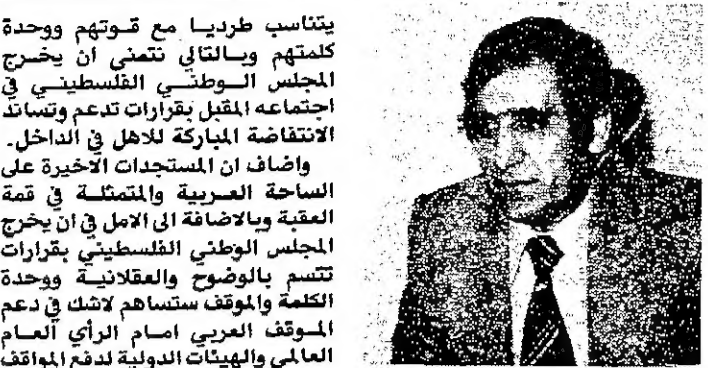 يتناسب طرديا مع قوتهم ووحدة
كلمتهم وبالتالي نتمنى ان يخرج
المجلس الوطني الفلسطيني في
اجتماعه المقبل بقرارات تدعم وتساند
الانتفاضة المباركة للاهل في الداخل.
واضاف ان المستجدات الاخيرة على
الساحة العربية والمتمثلة في قمة
العقبة وبالاضافة الى الامل في ان يخرج
المجلس الوطني الفلسطيني بقرارات
تتسم بالوضوح والعقلانية ووحدة
الكلمة والموقف ستساهم لاشك في دعم
الموقف العربي امام الرأي العام
العالمي والهيئات الدولية لدفع المواقف